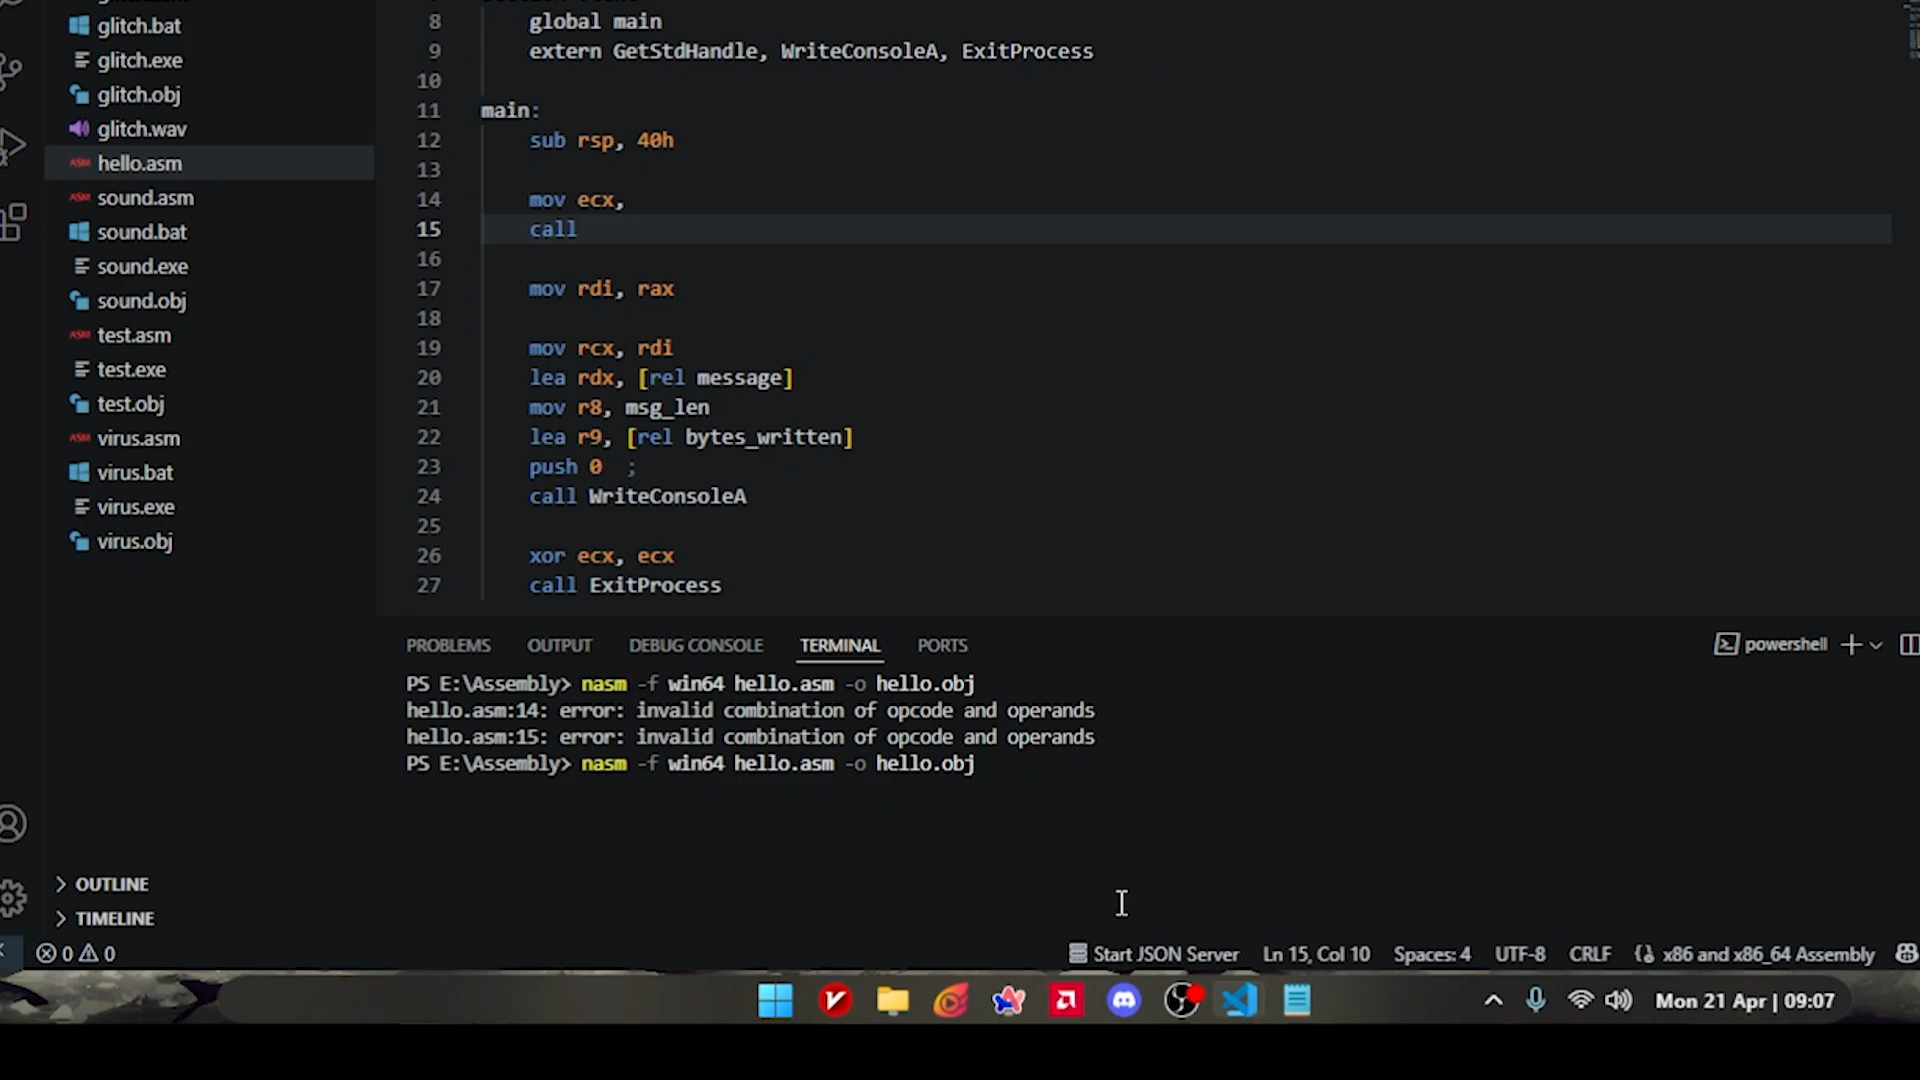 glitch.bat
glitch.exe
glitch.obj
glitch.wav
ASM hello.asm
ASM sound.asm
sound.bat
sound.exe
sound.obj
ASM test.asm
test.exe
test.obj
ASM virus.asm
virus.bat
virus.exe
virus.obj
OUTLINE
TIMELINE
8 global main
9 extern GetStdHandle, WriteConsoleA, ExitProcess
10
11 main:
12 sub rsp, 40h
13
14 mov ecx,
15 call
16
17 mov rdi, rax
18
19 mov rcx, rdi
20 lea rdx, [rel message]
21 mov r8, msg_len
22 lea r9, [rel bytes_written]
23 push 0 ;
24 call WriteConsoleA
25
26 xor ecx, ecx
27 call ExitProcess
PROBLEMS OUTPUT DEBUG CONSOLE TERMINAL PORTS powershell
PS E:\Assembly> nasm -f win64 hello.asm -o hello.obj
hello.asm:14: error: invalid combination of opcode and operands
hello.asm:15: error: invalid combination of opcode and operands
PS E:\Assembly> nasm -f win64 hello.asm -o hello.obj
0 0 Start JSON Server Ln 15, Col 10 Spaces: 4 UTF-8 CRLF x86 and x86_64 Assembly
Mon 21 Apr | 09:07